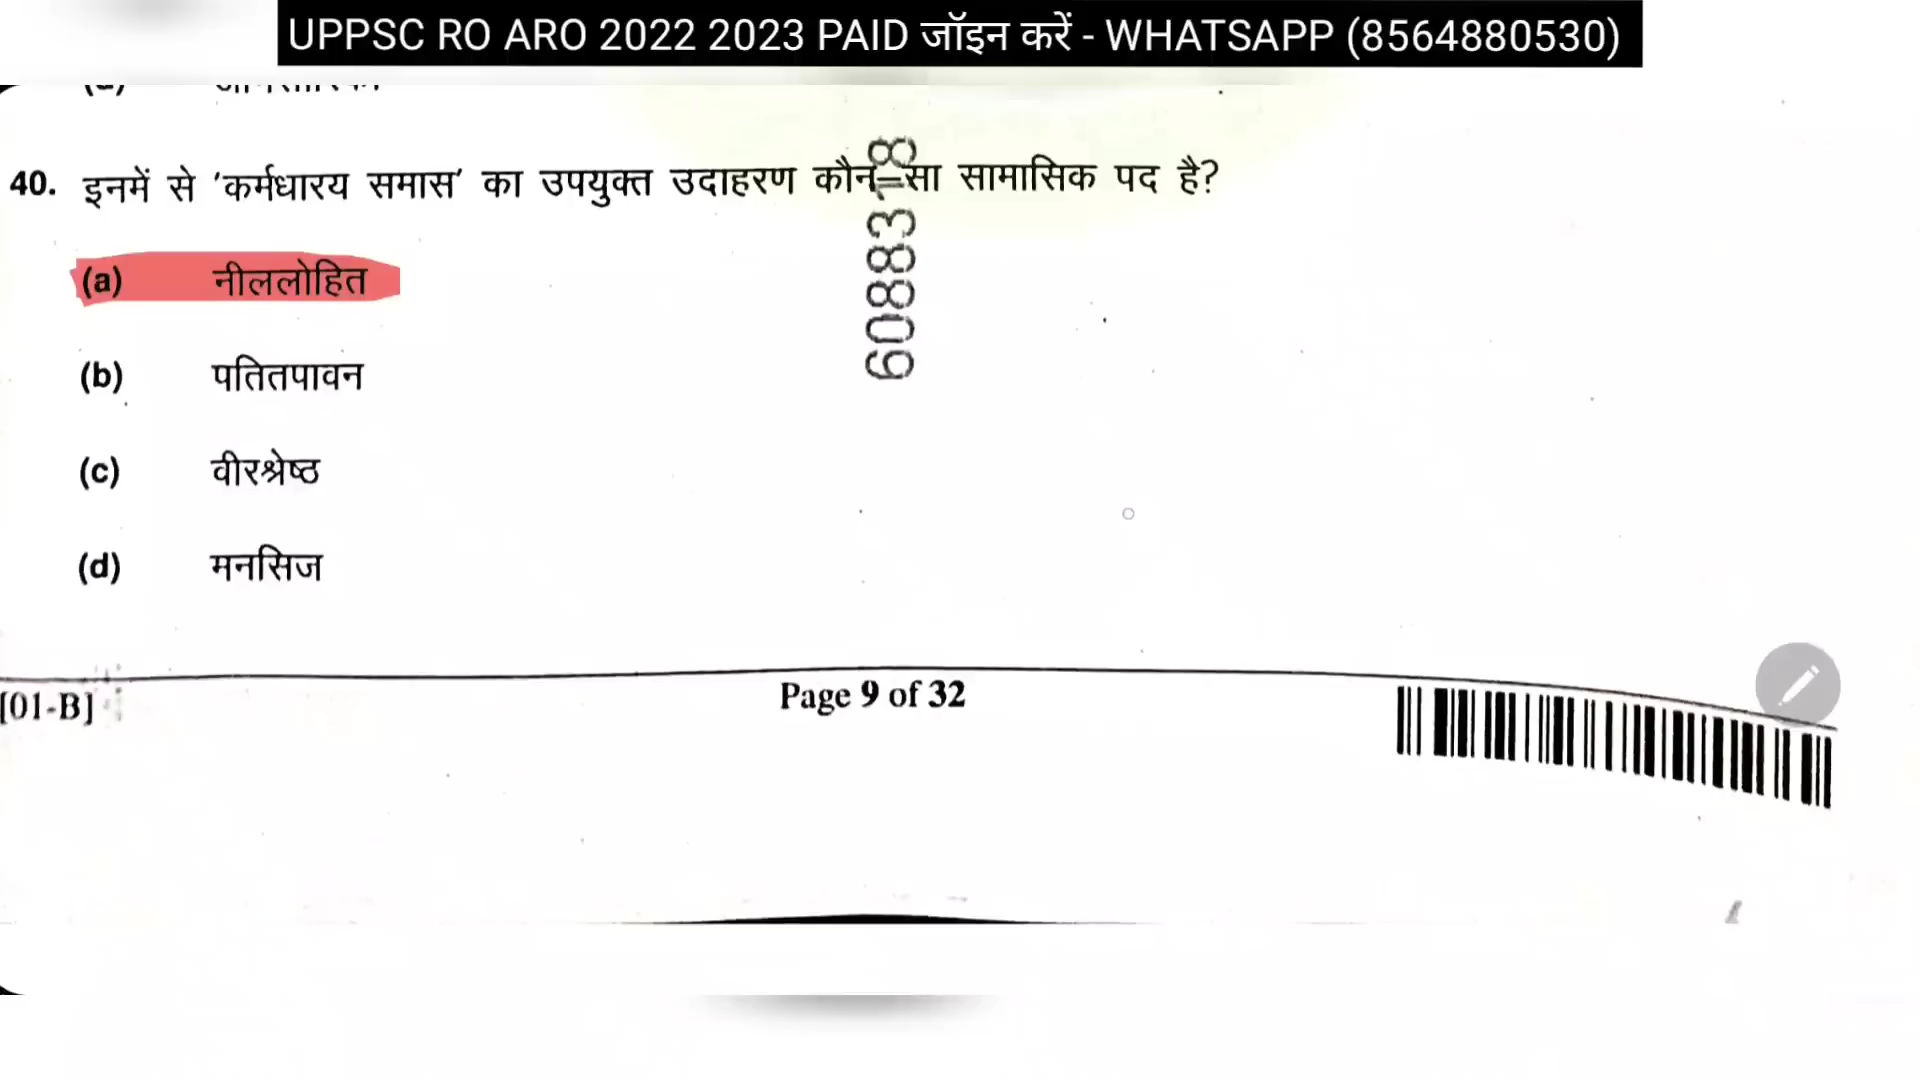 UPPSC RO ARO 2022 2023 PAID जॉइन करें - WHATSAPP (8564880530)
40. इनमें से 'कर्मधारय समास' का उपयुक्त उदाहरण कौन-सा सामासिक पद है?
(a) नीललोहित
(b) पतितपावन
(c) वीरश्रेष्ठ
(d) मनसिज
6088318
[01-B]
Page 9 of 32